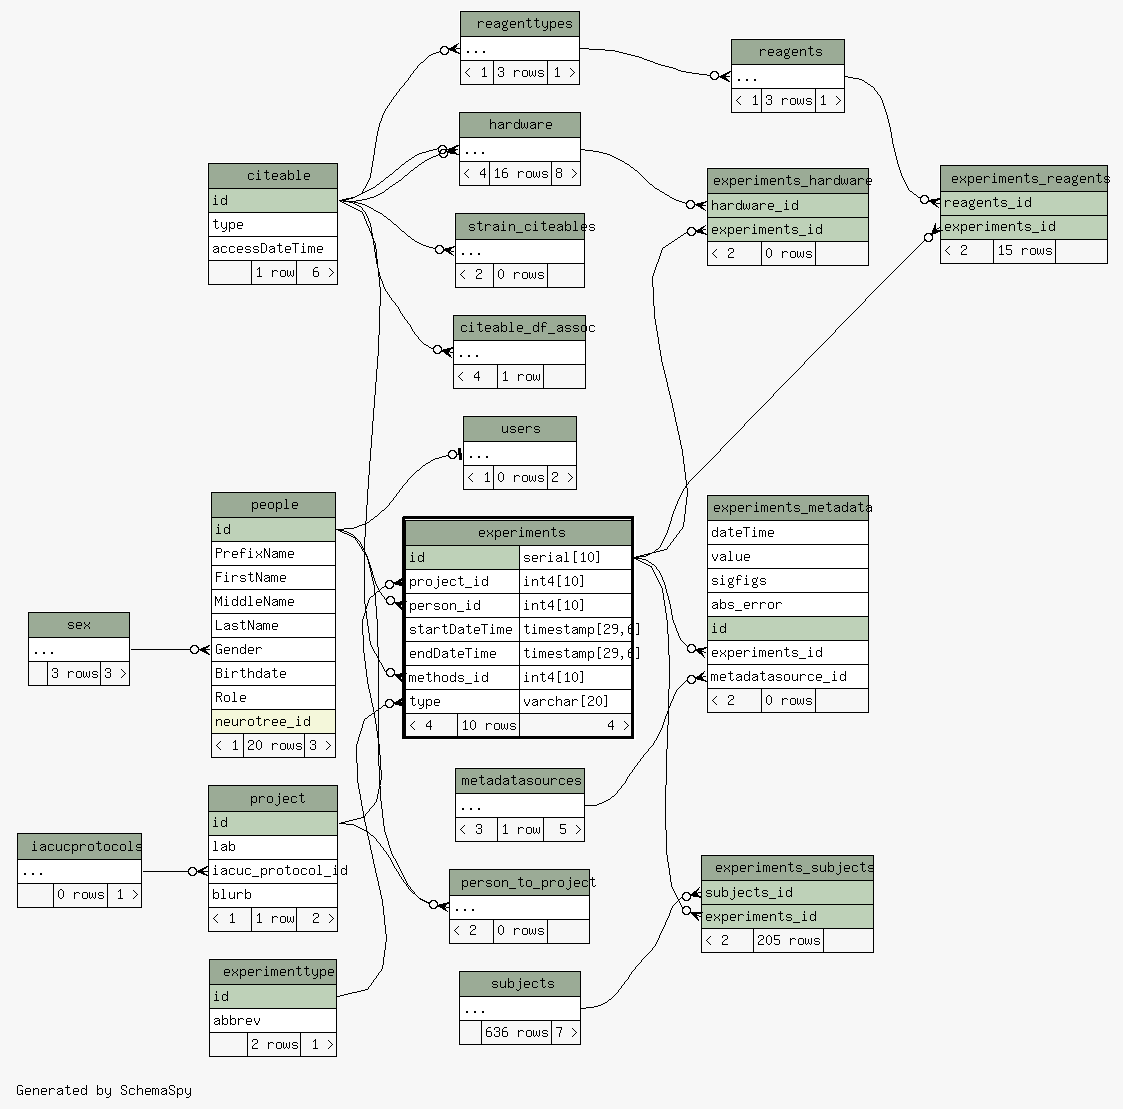 reagenttypes
...
< 1 3 rows 1 >
reagents
...
< 1 3 rows 1 >
hardware
...
< 4 16 rows 8 >
citeable
id
type
accessDateTime
1 row 6 >
experiments_hardware
hardware_id
experiments_id
< 2 0 rows
experiments_reagents
reagents_id
experiments_id
< 2 15 rows
strain_citeables
...
< 2 0 rows
citeable_df_assoc
...
< 4 1 row
users
...
< 1 0 rows 2 >
people
id
PrefixName
FirstName
MiddleName
LastName
Gender
Birthdate
Role
neurotree_id
< 1 20 rows 3 >
experiments
id serial[10]
project_id int4[10]
person_id int4[10]
startDateTime timestamp[29,6]
endDateTime timestamp[29,6]
methods_id int4[10]
type varchar[20]
< 4 10 rows 4 >
experiments_metadata
dateTime
value
sigfigs
abs_error
id
experiments_id
metadatasource_id
< 2 0 rows
sex
...
3 rows 3 >
metadatasources
...
< 3 1 row 5 >
project
id
lab
iacuc_protocol_id
blurb
< 1 1 row 2 >
iacucprotocols
...
0 rows 1 >
person_to_project
...
< 2 0 rows
experiments_subjects
subjects_id
experiments_id
< 2 205 rows
experimenttype
id
abbrev
2 rows 1 >
subjects
...
636 rows 7 >
Generated by SchemaSpy